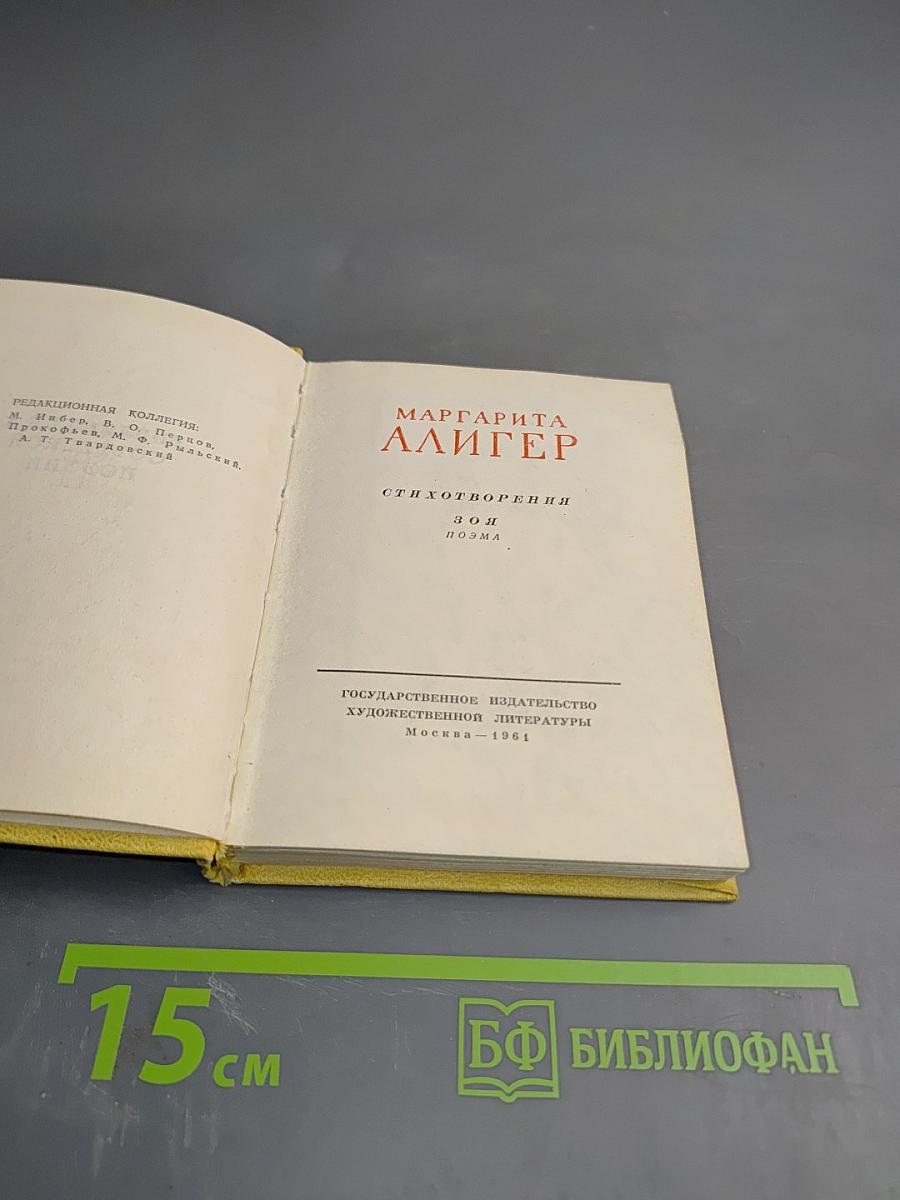 РЕДАКЦИОННАЯ КОЛЛЕГИЯ:
М. Инбер, В. О. Перцов,
Прокофьев, М. Ф. Рыльский,
А. Т. Твардовский
МАРГАРИТА
АЛИГЕР
СТИХОТВОРЕНИЯ
ЗОЯ
ПОЭМА
ГОСУДАРСТВЕННОЕ ИЗДАТЕЛЬСТВО
ХУДОЖЕСТВЕННОЙ ЛИТЕРАТУРЫ
Москва — 1961
15 см
БФ БИБЛИОФАН